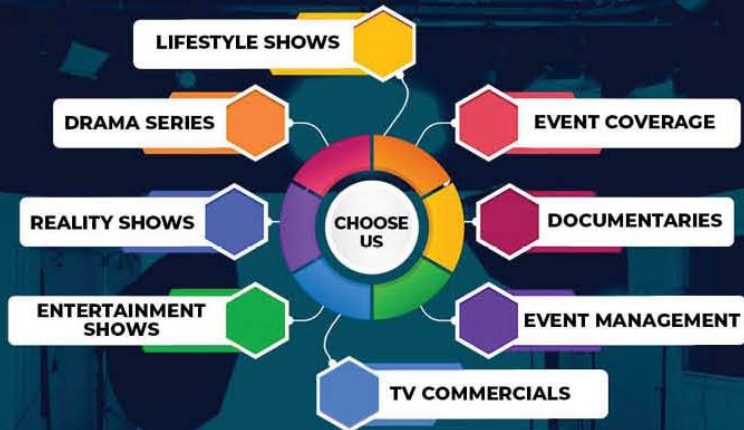 LIFESTYLE SHOWS
DRAMA SERIES
EVENT COVERAGE
REALITY SHOWS
CHOOSE
US
DOCUMENTARIES
ENTERTAINMENT
SHOWS
EVENT MANAGEMENT
TV COMMERCIALS